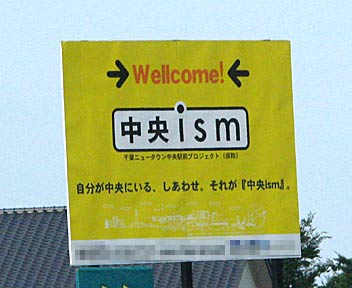 Wellcome!
中央ism
千葉ニュータウン中央駅前プロジェクト(仮称)
自分が中央にいる、しあわせ。それが『中央ism』。